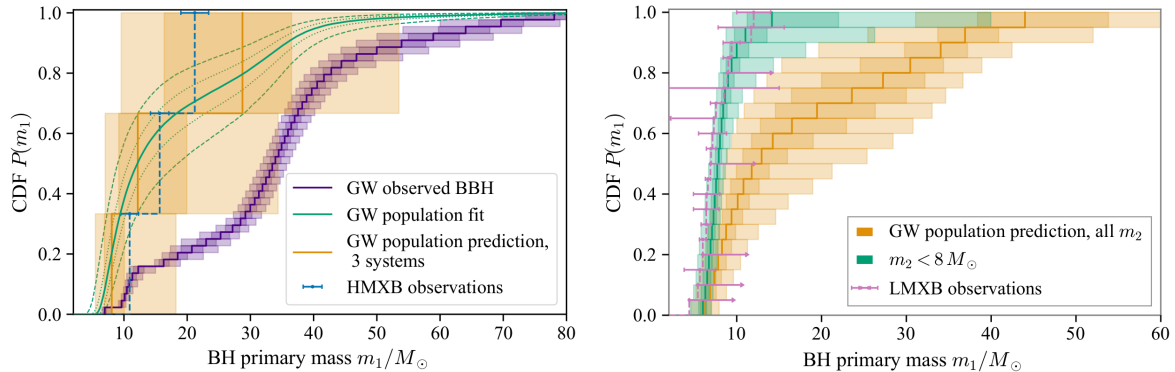 1.0
0.8
0.6
0.4
0.2
0.0
CDF P(m₁)
10 20 30 40 50 60 70 80
BH primary mass m₁/M⊙
GW observed BBH
GW population fit
GW population prediction,
3 systems
HMXB observations
1.0
0.8
0.6
0.4
0.2
0.0
CDF P(m₁)
10 20 30 40 50 60
BH primary mass m₁/M⊙
GW population prediction, all m₂
m₂ < 8 M⊙
LMXB observations